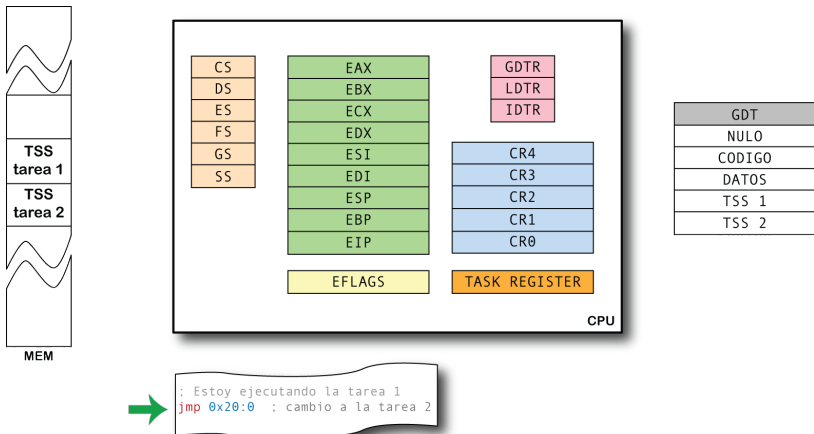 TSS
tarea 1
TSS
tarea 2
MEM
CS
DS
ES
FS
GS
SS
EAX
EBX
ECX
EDX
ESI
EDI
ESP
EBP
EIP
EFLAGS
GDTR
LDTR
IDTR
CR4
CR3
CR2
CR1
CR0
TASK REGISTER
CPU
GDT
NULO
CODIGO
DATOS
TSS 1
TSS 2
; Estoy ejecutando la tarea 1
jmp 0x20:0 ; cambio a la tarea 2